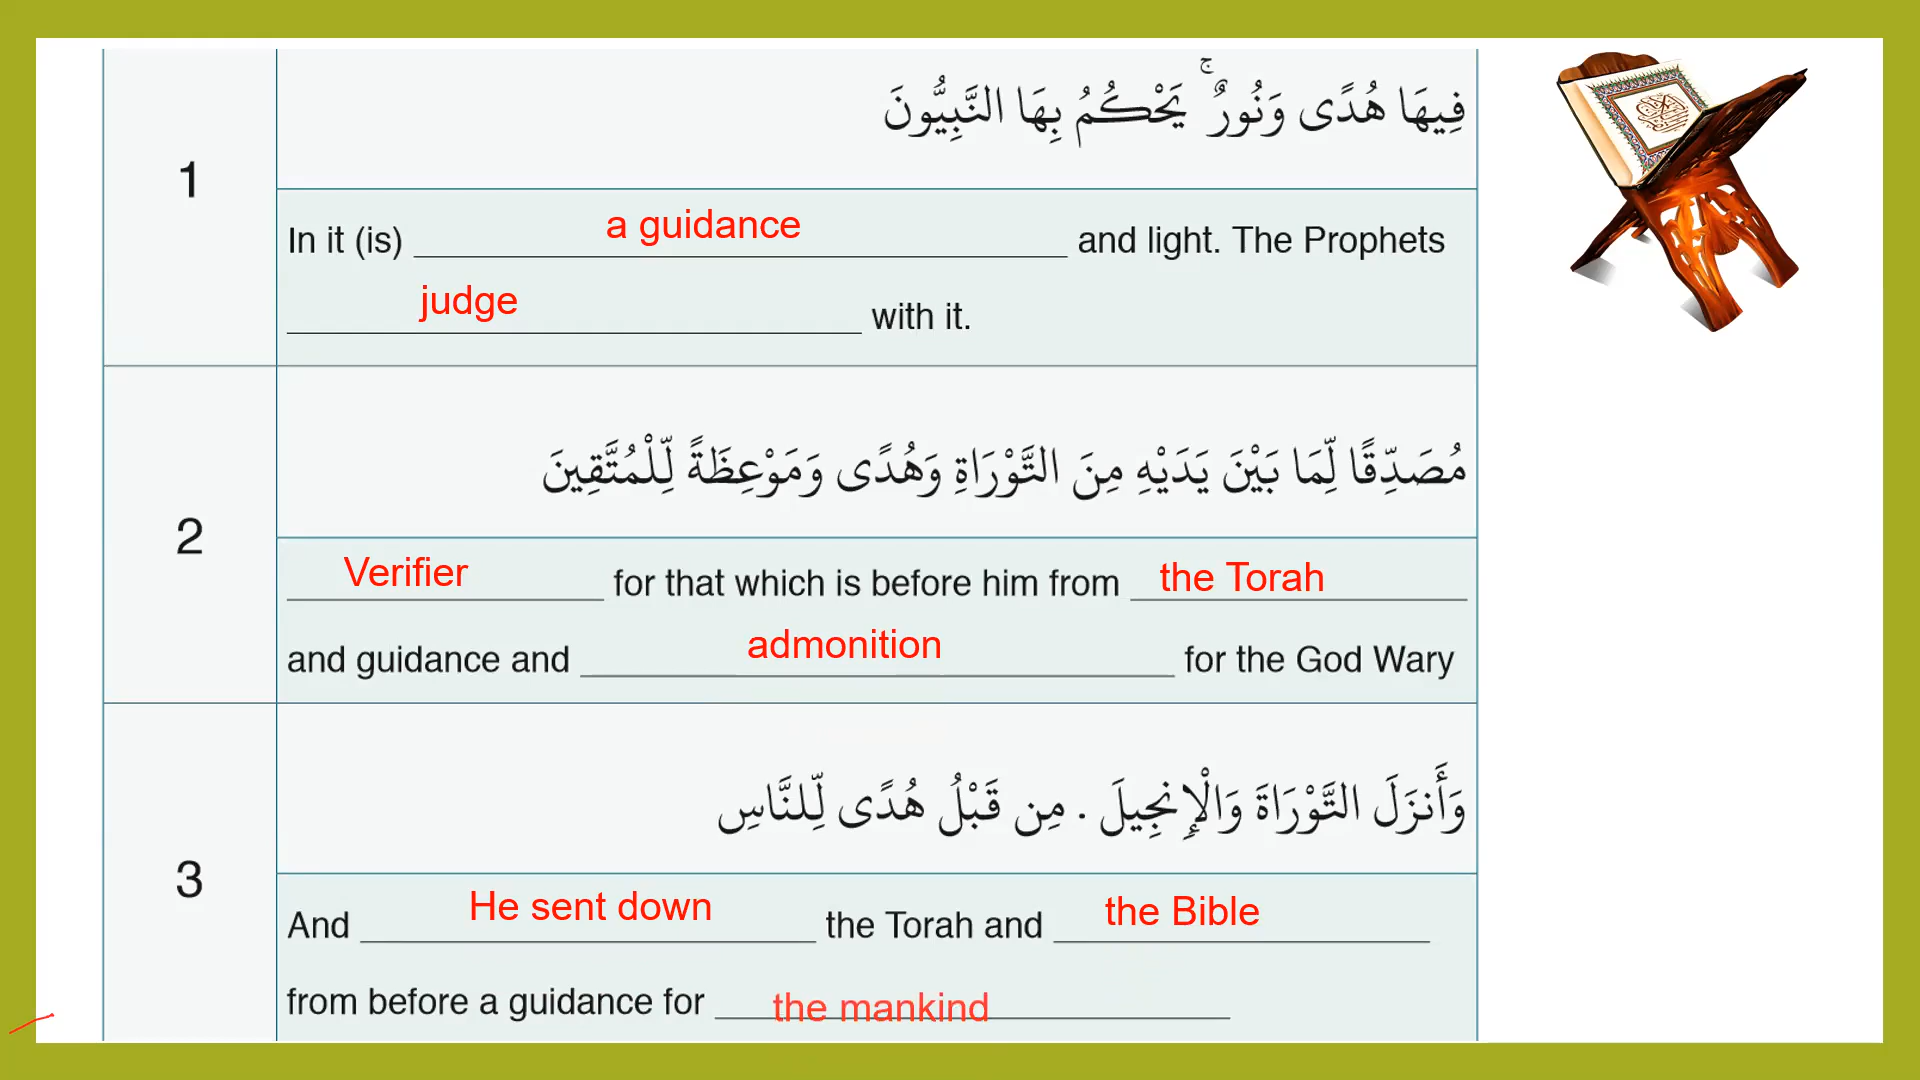 1
فِيهَا هُدًى وَنُورٌ ۚ يَحْكُمُ بِهَا النَّبِيُّونَ
In it (is) a guidance and light. The Prophets
judge with it.
2
مُصَدِّقًا لِّمَا بَيْنَ يَدَيْهِ مِنَ التَّوْرَاةِ وَهُدًى وَمَوْعِظَةً لِّلْمُتَّقِينَ
Verifier for that which is before him from the Torah
and guidance and admonition for the God Wary
3
وَأَنزَلَ التَّوْرَاةَ وَالْإِنجِيلَ . مِن قَبْلُ هُدًى لِّلنَّاسِ
And He sent down the Torah and the Bible
from before a guidance for the mankind